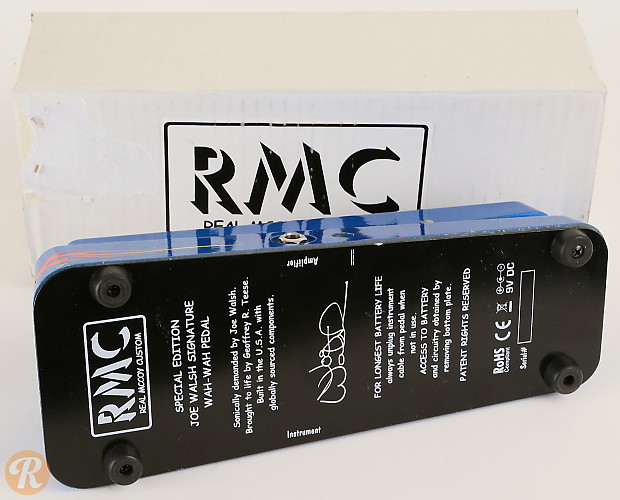 RMC
REAL
RMC
REAL MCCOY CUSTOM
SPECIAL EDITION
JOE WALSH SIGNATURE
WAH-WAH PEDAL
Sonically demanded by Joe Walsh.
Brought to life by Geoffrey R. Teese.
Built in the U.S.A. with
globally sourced components.
Amplifier
Instrument
FOR LONGEST BATTERY LIFE
always unplug instrument
cable from pedal when
not in use.
ACCESS TO BATTERY
and circuitry obtained by
removing bottom plate.
PATENT RIGHTS RESERVED
RoHS
Compliant
CE
9V DC
Serial#
R